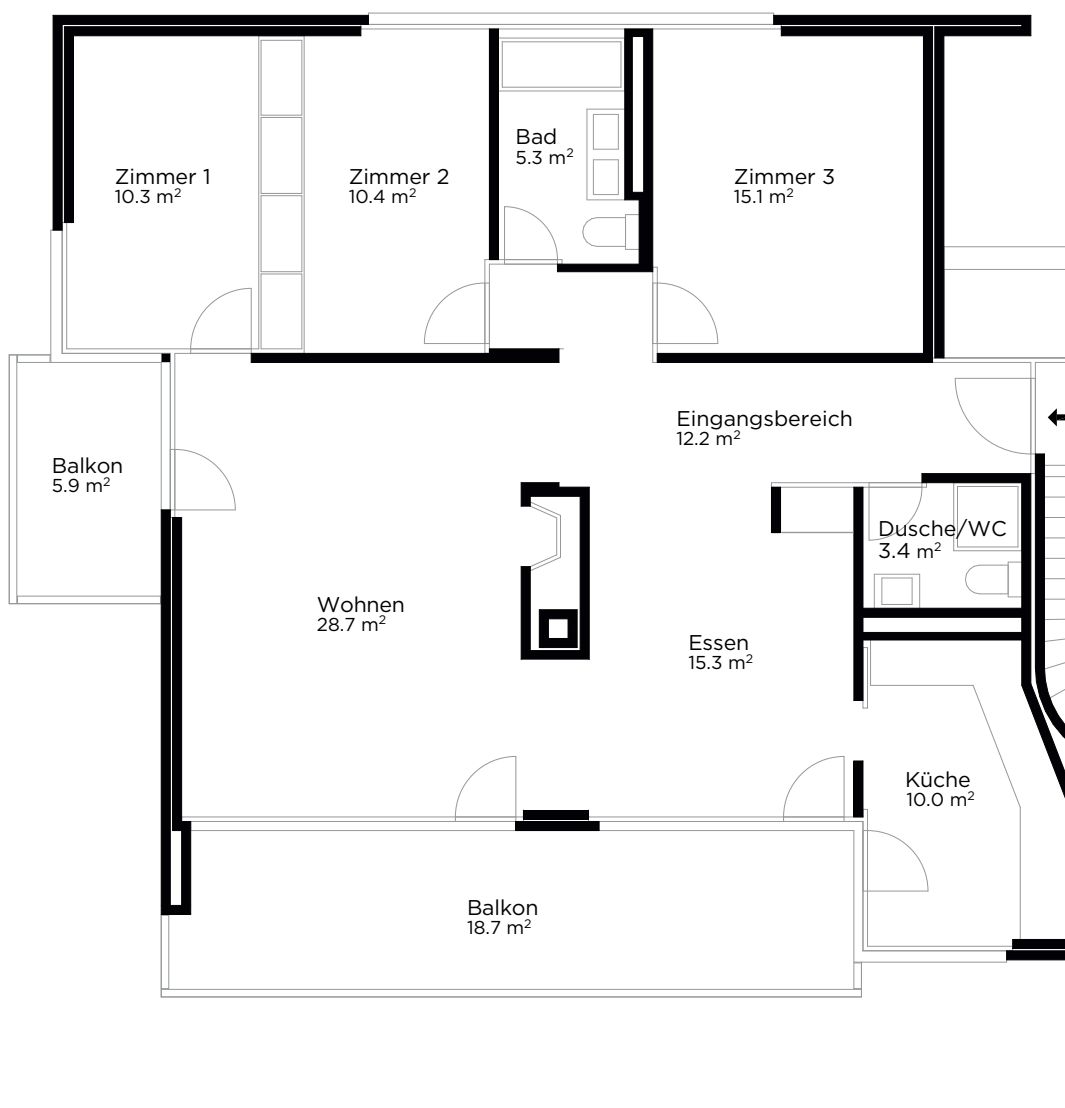 Zimmer 1
10.3 m²
Zimmer 2
10.4 m²
Bad
5.3 m²
Zimmer 3
15.1 m²
Eingangsbereich
12.2 m²
Balkon
5.9 m²
Dusche/WC
3.4 m²
Wohnen
28.7 m²
Essen
15.3 m²
Küche
10.0 m²
Balkon
18.7 m²